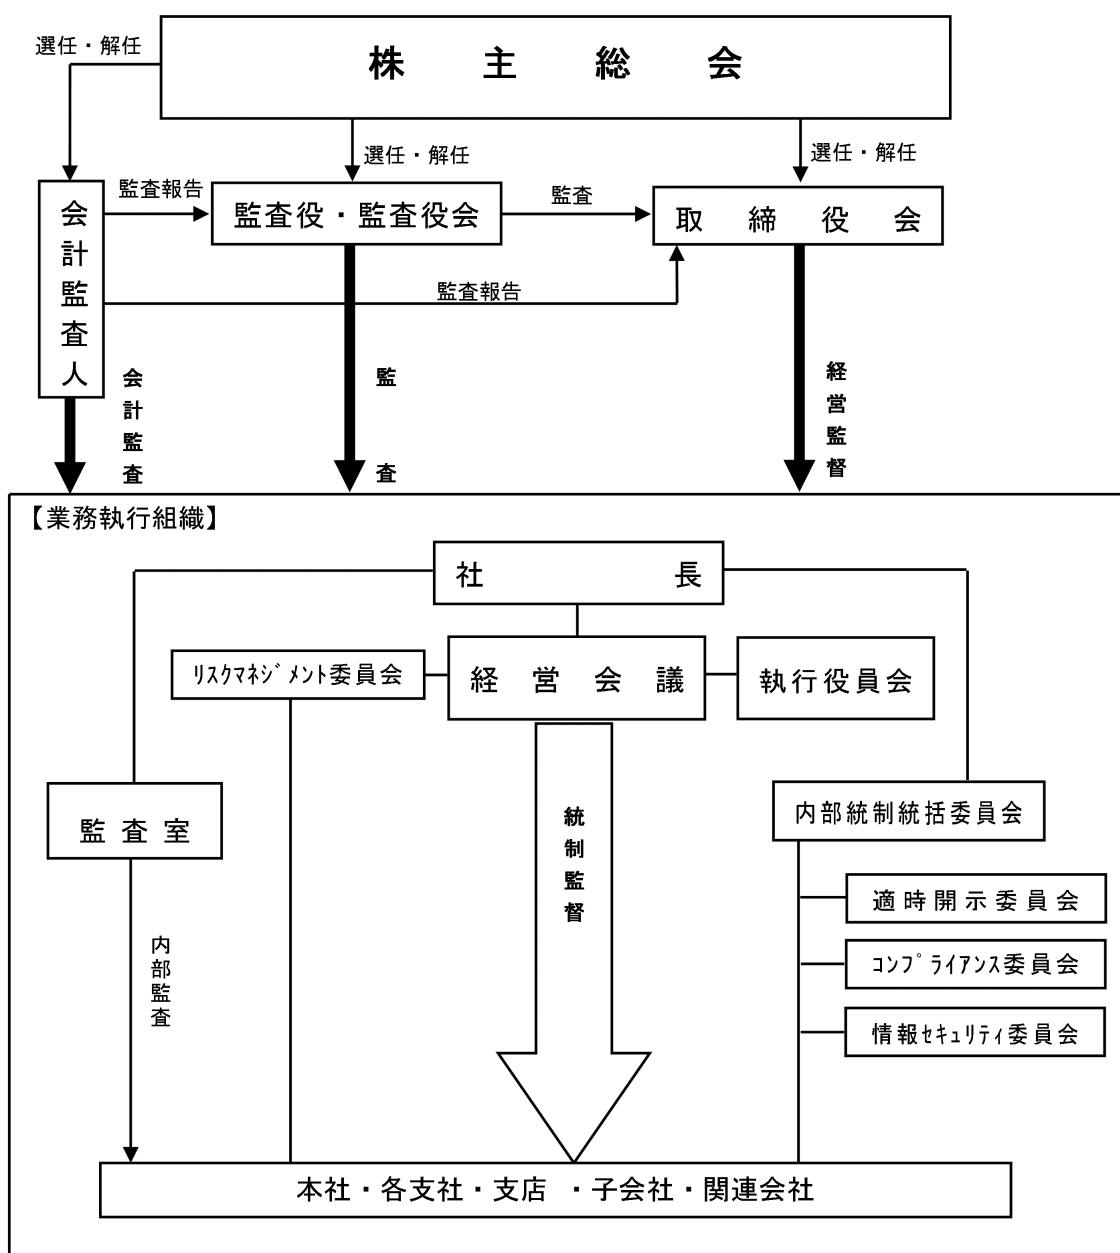 株主総会
選任・解任
選任・解任
選任・解任
監査報告
監査役・監査役会
監査
取締役会
会計監査人
監査報告
会計監査
監査
経営監督
【業務執行組織】
社長
ﾘｽｸﾏﾈｼﾞﾒﾝﾄ委員会
経営会議
執行役員会
監査室
統制監督
内部統制統括委員会
適時開示委員会
ｺﾝﾌﾟﾗｲｱﾝｽ委員会
内部監査
情報ｾｷｭﾘﾃｨ委員会
本社・各支社・支店 ・子会社・関連会社